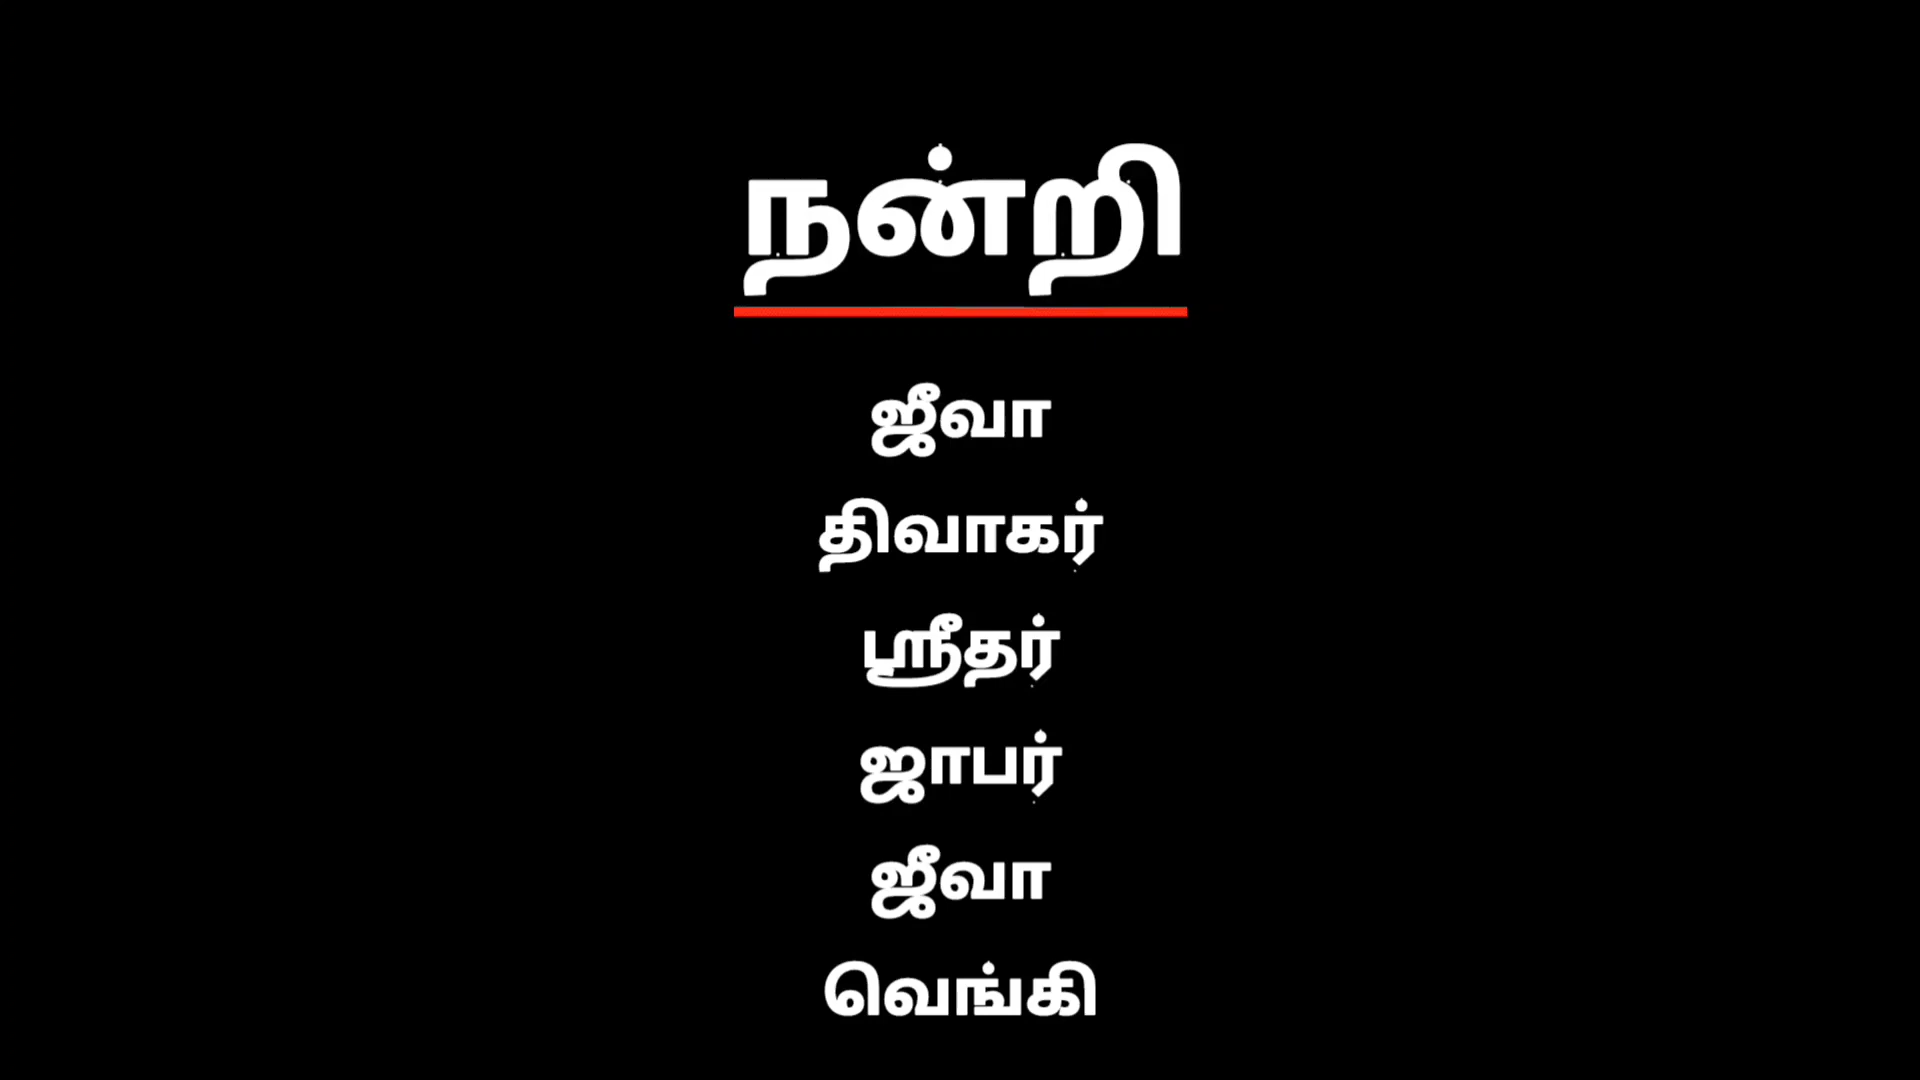 நன்றி
ஜீவா
திவாகர்
ஸ்ரீதர்
ஜாபர்
ஜீவா
வெங்கி